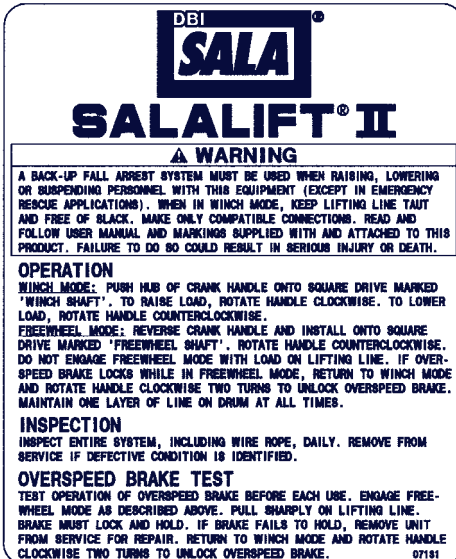 DBI
SALA®
SALALIFT® II
⚠ WARNING
A BACK-UP FALL ARREST SYSTEM MUST BE USED WHEN RAISING, LOWERING
OR SUSPENDING PERSONNEL WITH THIS EQUIPMENT (EXCEPT IN EMERGENCY
RESCUE APPLICATIONS). WHEN IN WINCH MODE, KEEP LIFTING LINE TAUT
AND FREE OF SLACK. MAKE ONLY COMPATIBLE CONNECTIONS. READ AND
FOLLOW USER MANUAL AND MARKINGS SUPPLIED WITH AND ATTACHED TO THIS
PRODUCT. FAILURE TO DO SO COULD RESULT IN SERIOUS INJURY OR DEATH.
OPERATION
WINCH MODE: PUSH HUB OF CRANK HANDLE ONTO SQUARE DRIVE MARKED
'WINCH SHAFT'. TO RAISE LOAD, ROTATE HANDLE CLOCKWISE. TO LOWER
LOAD, ROTATE HANDLE COUNTERCLOCKWISE.
FREEWHEEL MODE: REVERSE CRANK HANDLE AND INSTALL ONTO SQUARE
DRIVE MARKED 'FREEWHEEL SHAFT'. ROTATE HANDLE COUNTERCLOCKWISE.
DO NOT ENGAGE FREEWHEEL MODE WITH LOAD ON LIFTING LINE. IF OVER-
SPEED BRAKE LOCKS WHILE IN FREEWHEEL MODE, RETURN TO WINCH MODE
AND ROTATE HANDLE CLOCKWISE TWO TURNS TO UNLOCK OVERSPEED BRAKE.
MAINTAIN ONE LAYER OF LINE ON DRUM AT ALL TIMES.
INSPECTION
INSPECT ENTIRE SYSTEM, INCLUDING WIRE ROPE, DAILY. REMOVE FROM
SERVICE IF DEFECTIVE CONDITION IS IDENTIFIED.
OVERSPEED BRAKE TEST
TEST OPERATION OF OVERSPEED BRAKE BEFORE EACH USE. ENGAGE FREE-
WHEEL MODE AS DESCRIBED ABOVE. PULL SHARPLY ON LIFTING LINE.
BRAKE MUST LOCK AND HOLD. IF BRAKE FAILS TO HOLD, REMOVE UNIT
FROM SERVICE FOR REPAIR. RETURN TO WINCH MODE AND ROTATE HANDLE
CLOCKWISE TWO TURNS TO UNLOCK OVERSPEED BRAKE. 07131